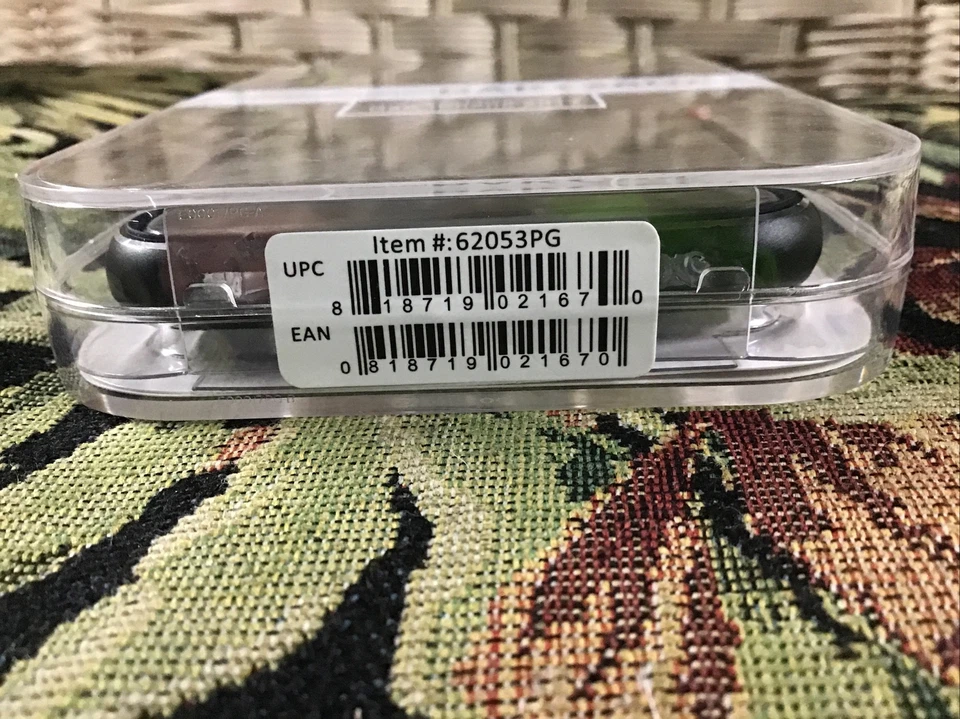 Item #:62053PG
UPC
8 18719 02167 0
EAN
0 818719 021670